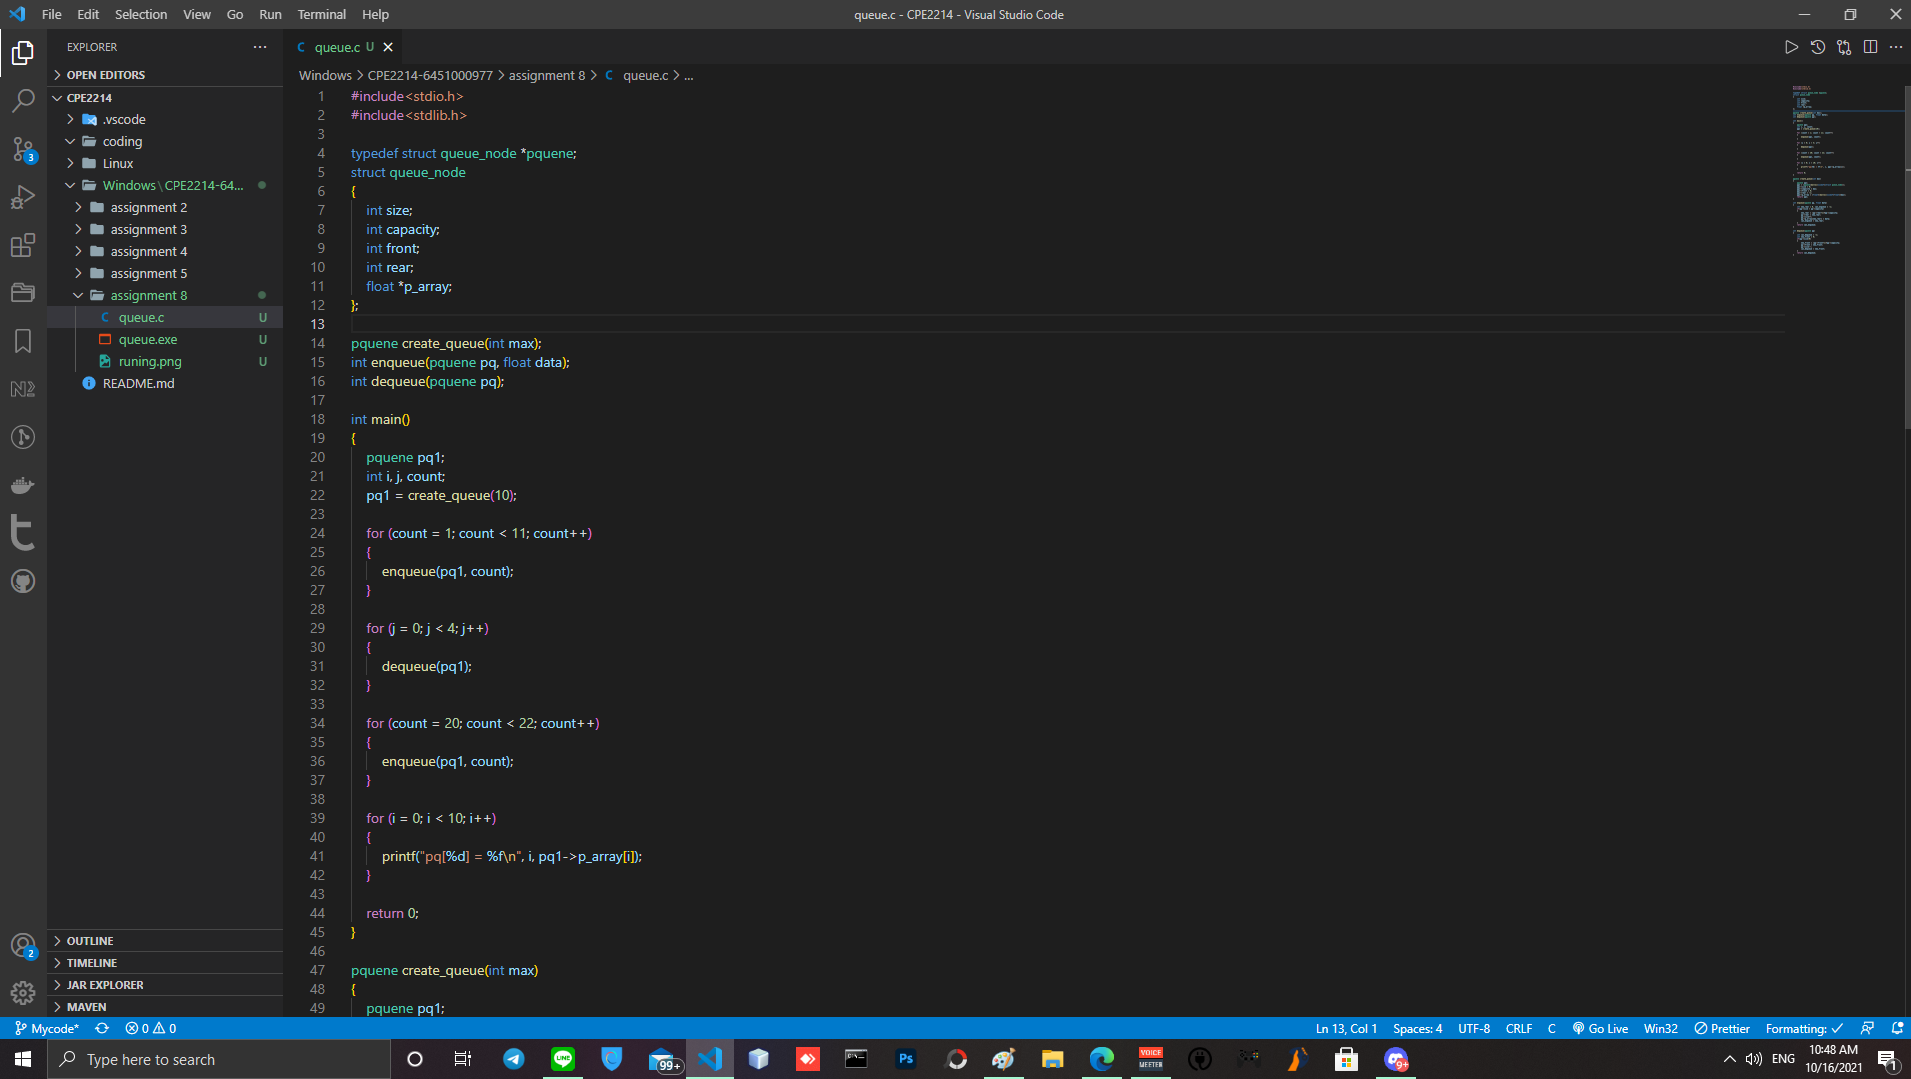 File Edit Selection View Go Run Terminal Help
queue.c - CPE2214 - Visual Studio Code
EXPLORER
OPEN EDITORS
CPE2214
.vscode
coding
Linux
Windows\CPE2214-64...
assignment 2
assignment 3
assignment 4
assignment 5
assignment 8
C queue.c U
queue.exe U
runing.png U
README.md
OUTLINE
TIMELINE
JAR EXPLORER
MAVEN
C queue.c U
Windows > CPE2214-6451000977 > assignment 8 > C queue.c > ...
1 #include<stdio.h>
2 #include<stdlib.h>
3
4 typedef struct queue_node *pquene;
5 struct queue_node
6 {
7 int size;
8 int capacity;
9 int front;
10 int rear;
11 float *p_array;
12 };
13
14 pquene create_queue(int max);
15 int enqueue(pquene pq, float data);
16 int dequeue(pquene pq);
17
18 int main()
19 {
20 pquene pq1;
21 int i, j, count;
22 pq1 = create_queue(10);
23
24 for (count = 1; count < 11; count++)
25 {
26 enqueue(pq1, count);
27 }
28
29 for (j = 0; j < 4; j++)
30 {
31 dequeue(pq1);
32 }
33
34 for (count = 20; count < 22; count++)
35 {
36 enqueue(pq1, count);
37 }
38
39 for (i = 0; i < 10; i++)
40 {
41 printf("pq[%d] = %f\n", i, pq1->p_array[i]);
42 }
43
44 return 0;
45 }
46
47 pquene create_queue(int max)
48 {
49 pquene pq1;
3
2
Mycode* 0 0
Ln 13, Col 1 Spaces: 4 UTF-8 CRLF C Go Live Win32 Prettier Formatting:
Type here to search
LINE
99+
Ps
VOICE
MEETER
9+
ENG
10:48 AM
10/16/2021
1